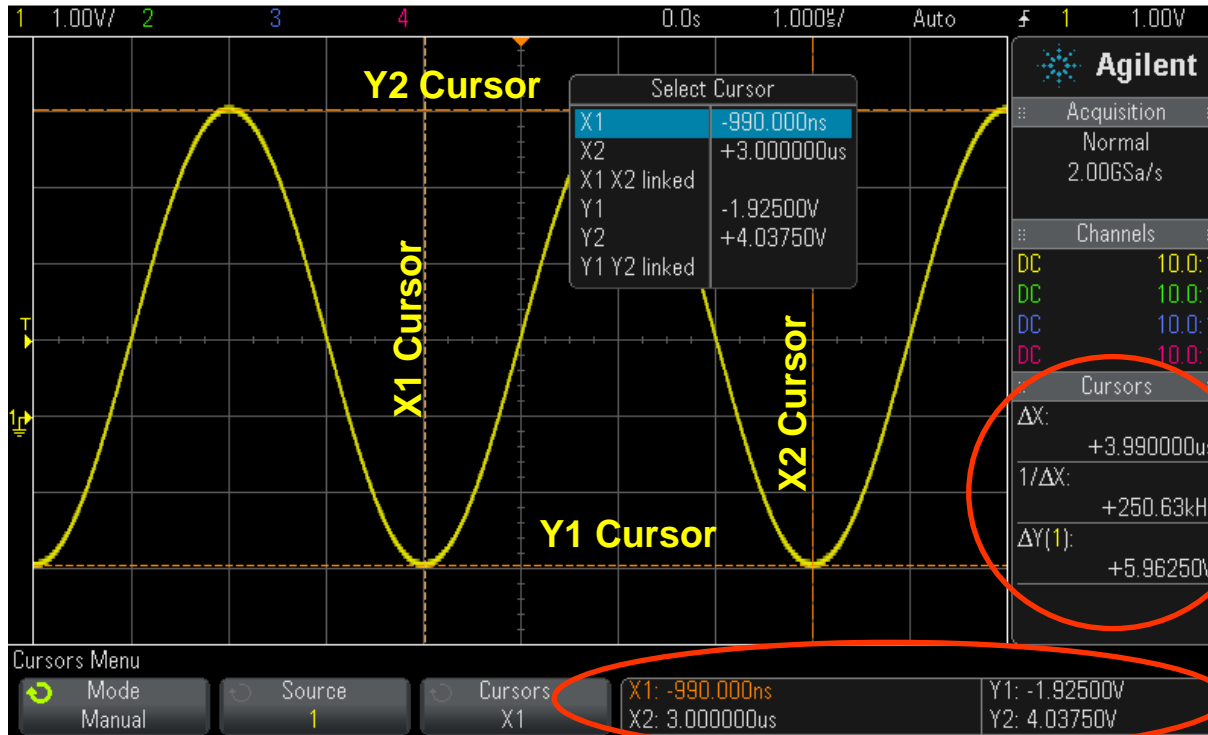 1 1.00V/ 2 3 4 0.0s 1.000us/ Auto 1 1.00V
Y2 Cursor
Select Cursor
X1 -990.000ns
X2 +3.000000us
X1 X2 linked
Y1 -1.92500V
Y2 +4.03750V
Y1 Y2 linked
X1 Cursor
X2 Cursor
Y1 Cursor
T
1
Agilent
Acquisition
Normal
2.00GSa/s
Channels
DC 10.0:
DC 10.0:
DC 10.0:
DC 10.0:
Cursors
ΔX:
+3.990000us
1/ΔX:
+250.63kH
ΔY(1):
+5.96250V
Cursors Menu
Mode
Manual
Source
1
Cursors
X1
X1: -990.000ns
X2: 3.000000us
Y1: -1.92500V
Y2: 4.03750V